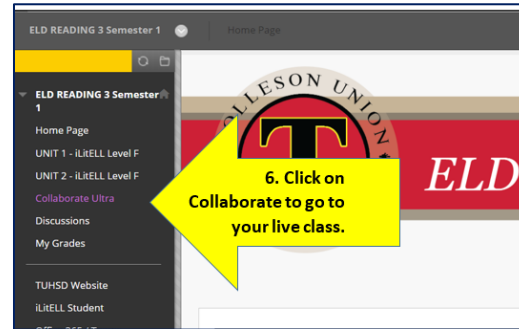 ELD READING 3 Semester 1
Home Page
ELD READING 3 Semester
1
Home Page
UNIT 1 - iLitELL Level F
UNIT 2 - iLitELL Level F
Collaborate Ultra
Discussions
My Grades
TUHSD Website
iLitELL Student
OLLESON UNIO
T
ELD
6. Click on
Collaborate to go to
your live class.